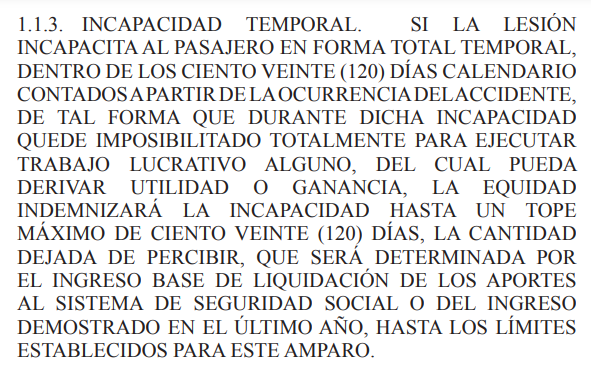 1.1.3. INCAPACIDAD TEMPORAL. SI LA LESIÓN
INCAPACITA AL PASAJERO EN FORMA TOTAL TEMPORAL,
DENTRO DE LOS CIENTO VEINTE (120) DÍAS CALENDARIO
CONTADOS A PARTIR DE LA OCURRENCIA DEL ACCIDENTE,
DE TAL FORMA QUE DURANTE DICHA INCAPACIDAD
QUEDE IMPOSIBILITADO TOTALMENTE PARA EJECUTAR
TRABAJO LUCRATIVO ALGUNO, DEL CUAL PUEDA
DERIVAR UTILIDAD O GANANCIA, LA EQUIDAD
INDEMNIZARÁ LA INCAPACIDAD HASTA UN TOPE
MÁXIMO DE CIENTO VEINTE (120) DÍAS, LA CANTIDAD
DEJADA DE PERCIBIR, QUE SERÁ DETERMINADA POR
EL INGRESO BASE DE LIQUIDACIÓN DE LOS APORTES
AL SISTEMA DE SEGURIDAD SOCIAL O DEL INGRESO
DEMOSTRADO EN EL ÚLTIMO AÑO, HASTA LOS LÍMITES
ESTABLECIDOS PARA ESTE AMPARO.